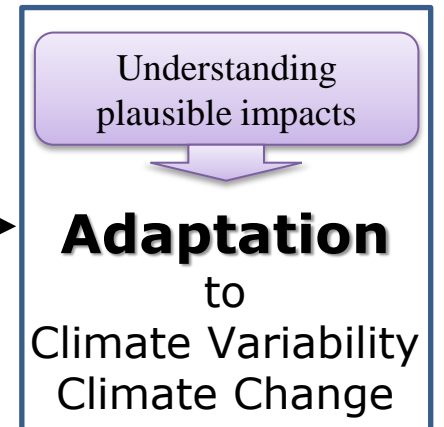 Understanding
plausible impacts
Adaptation
to
Climate Variability
Climate Change